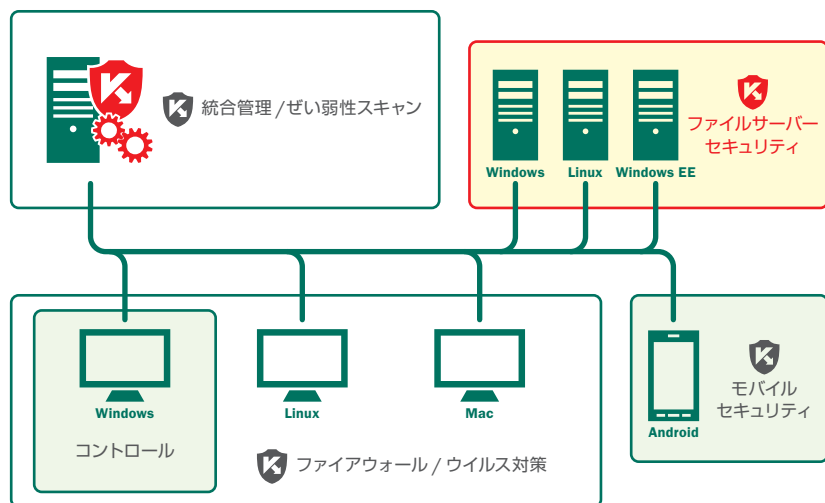 統合管理 / ぜい弱性スキャン
ファイルサーバー
セキュリティ
Windows
Linux
Windows EE
Windows
Linux
Mac
コントロール
ファイアウォール / ウイルス対策
モバイル
セキュリティ
Android